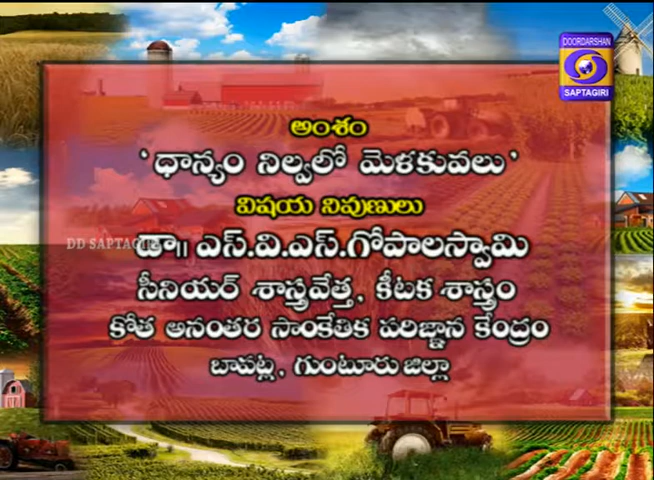 DOORDARSHAN
SAPTAGIRI
అంశం
‘ధాన్యం నిల్వలో మెళకువలు’
విషయ నిపుణులు
DD SAPTAGIRI
డా॥ ఎస్.వి.ఎస్.గోపాలస్వామి
సీనియర్ శాస్త్రవేత్త, కీటక శాస్త్రం
కోత అనంతర సాంకేతిక పరిజ్ఞాన కేంద్రం
బాపట్ల, గుంటూరు జిల్లా